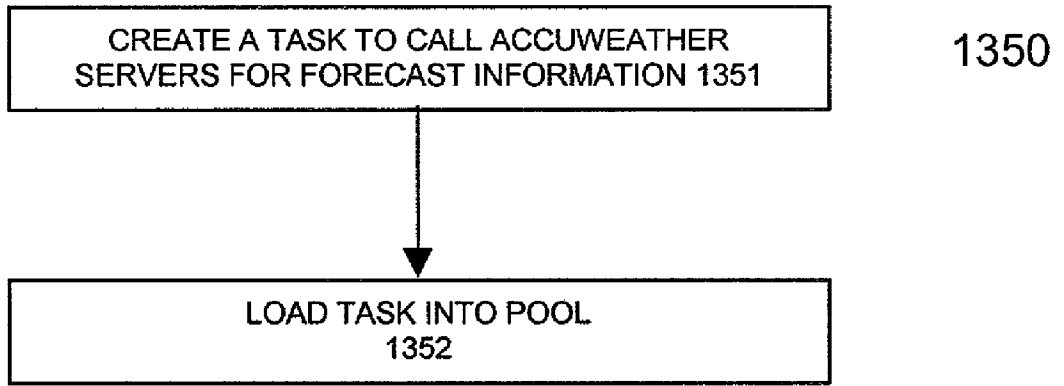 CREATE A TASK TO CALL ACCUWEATHER
SERVERS FOR FORECAST INFORMATION 1351
1350
LOAD TASK INTO POOL
1352